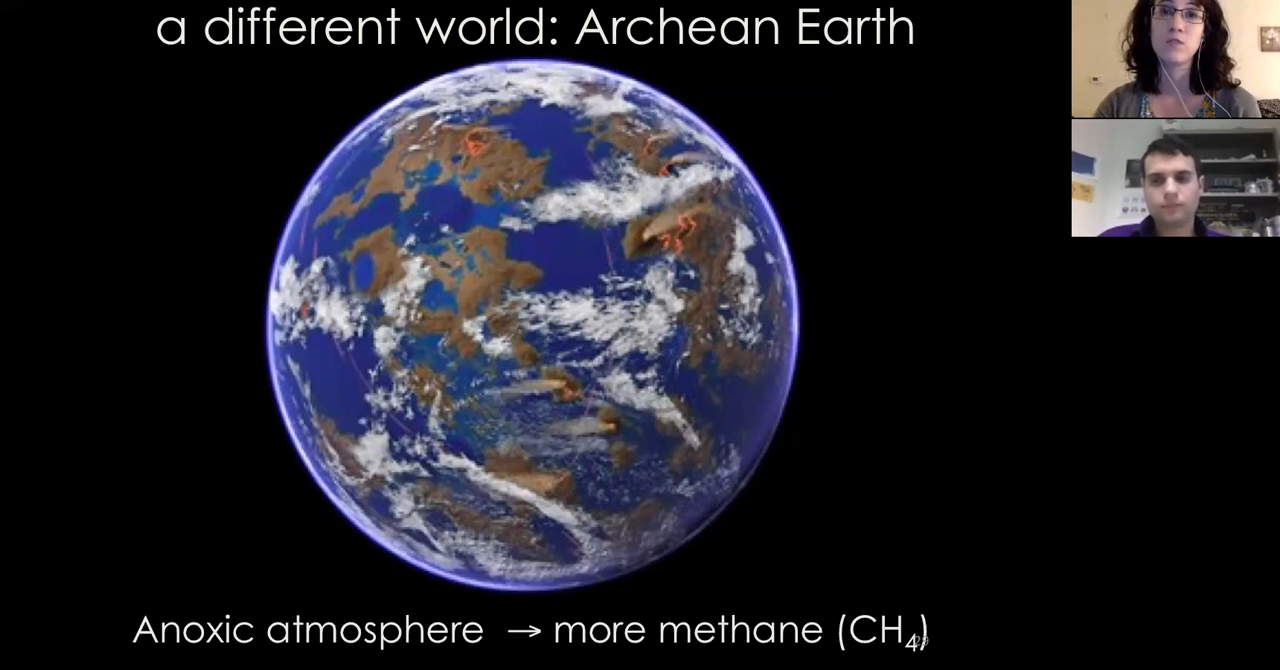 a different world: Archean Earth
Anoxic atmosphere → more methane (CH₄)